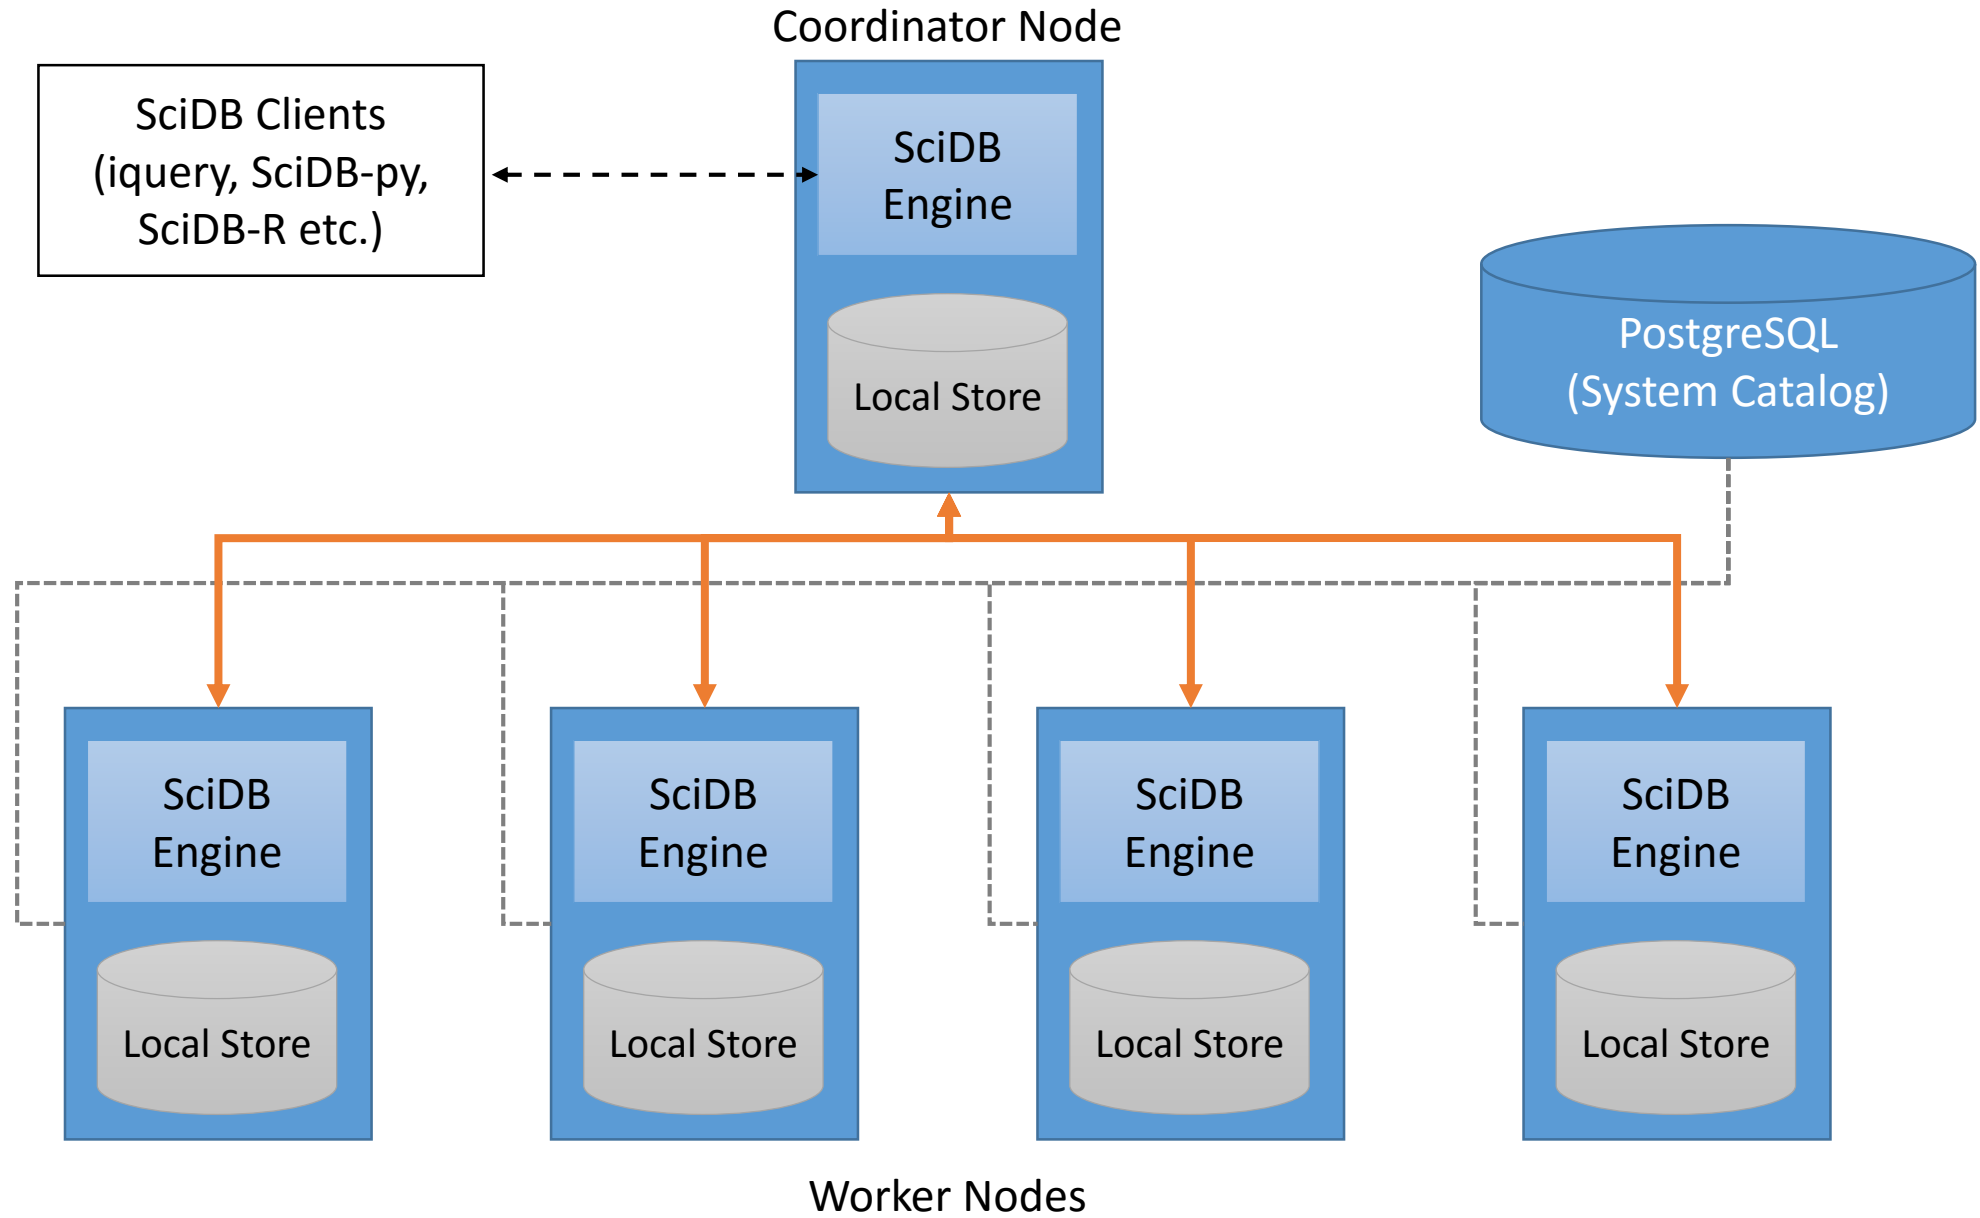 Coordinator Node
SciDB Clients
(iquery, SciDB-py,
SciDB-R etc.)
SciDB
Engine
Local Store
PostgreSQL
(System Catalog)
SciDB
Engine
Local Store
SciDB
Engine
Local Store
SciDB
Engine
Local Store
SciDB
Engine
Local Store
Worker Nodes